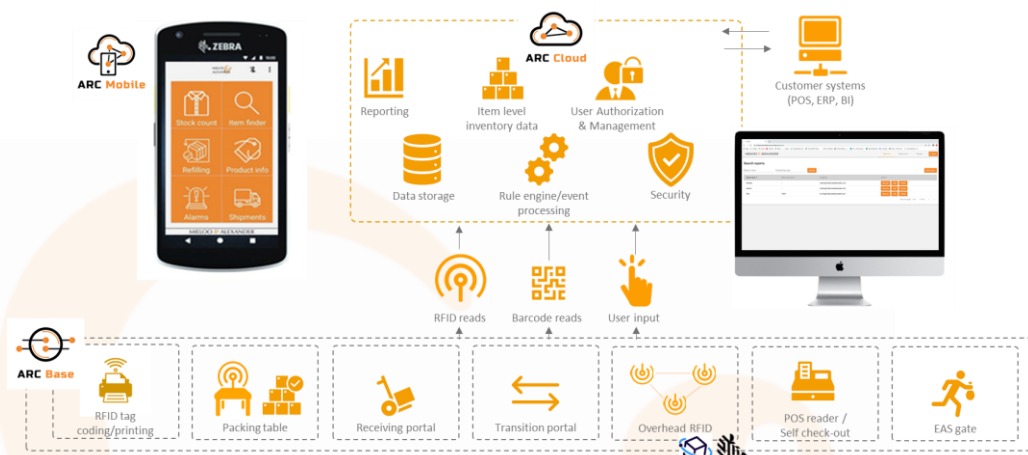 ARC Mobile
ZEBRA
Stock count
Item finder
Refilling
Product info
Alarms
Shipments
MIELOO & ALEXANDER
ARC Cloud
Reporting
Item level
inventory data
User Authorization
& Management
Data storage
Rule engine/event
processing
Security
Customer systems
(POS, ERP, BI)
RFID reads
Barcode reads
User input
ARC Base
RFID tag
coding/printing
Packing table
Receiving portal
Transition portal
Overhead RFID
POS reader /
Self check-out
EAS gate